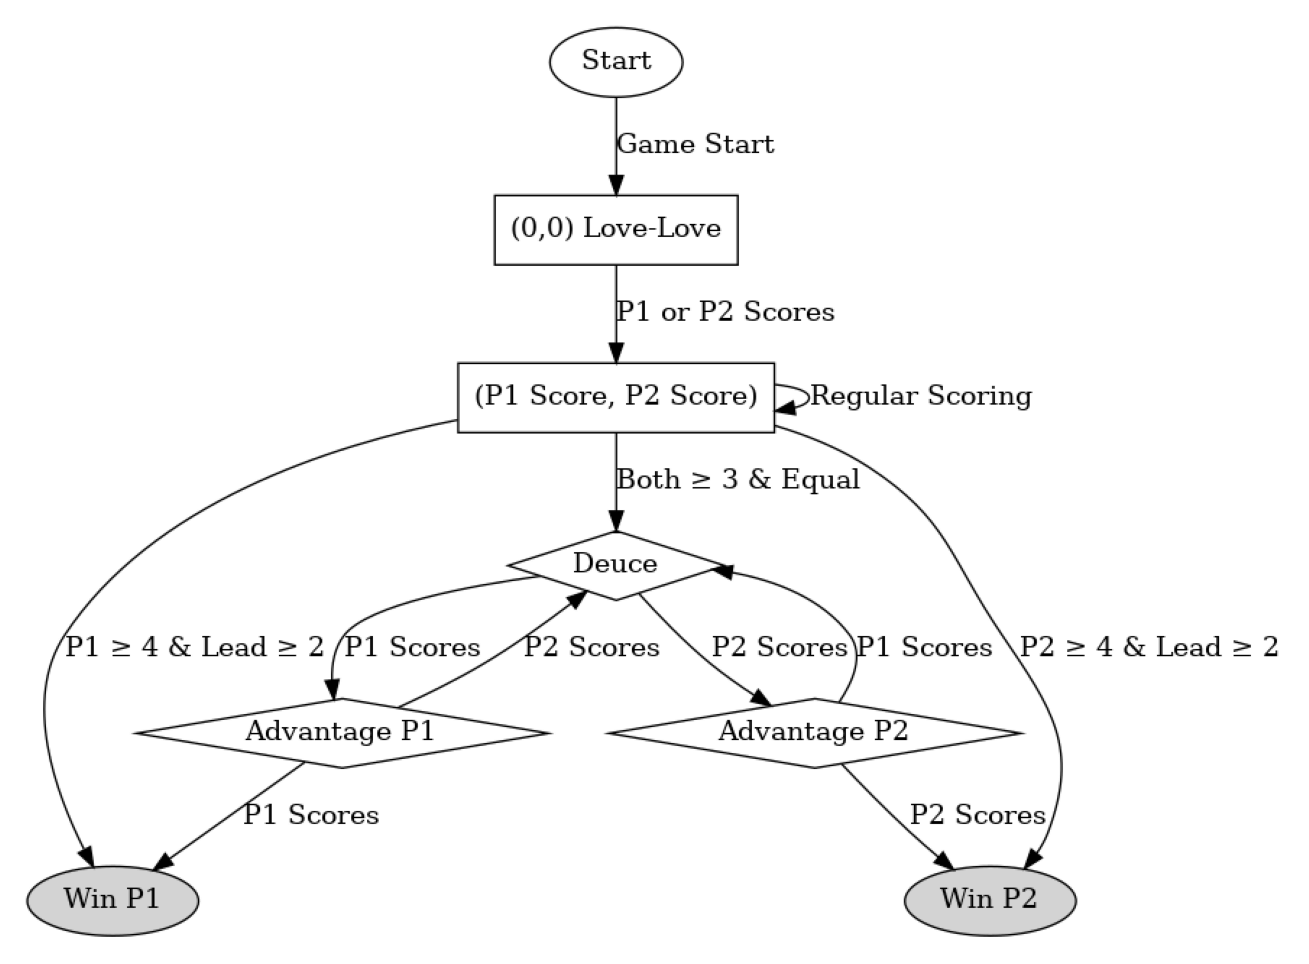 Start
Game Start
(0,0) Love-Love
P1 or P2 Scores
(P1 Score, P2 Score)
Regular Scoring
Both ≥ 3 & Equal
Deuce
P1 ≥ 4 & Lead ≥ 2
P1 Scores
P2 Scores
P2 Scores
P1 Scores
P2 ≥ 4 & Lead ≥ 2
Advantage P1
Advantage P2
P1 Scores
P2 Scores
Win P1
Win P2